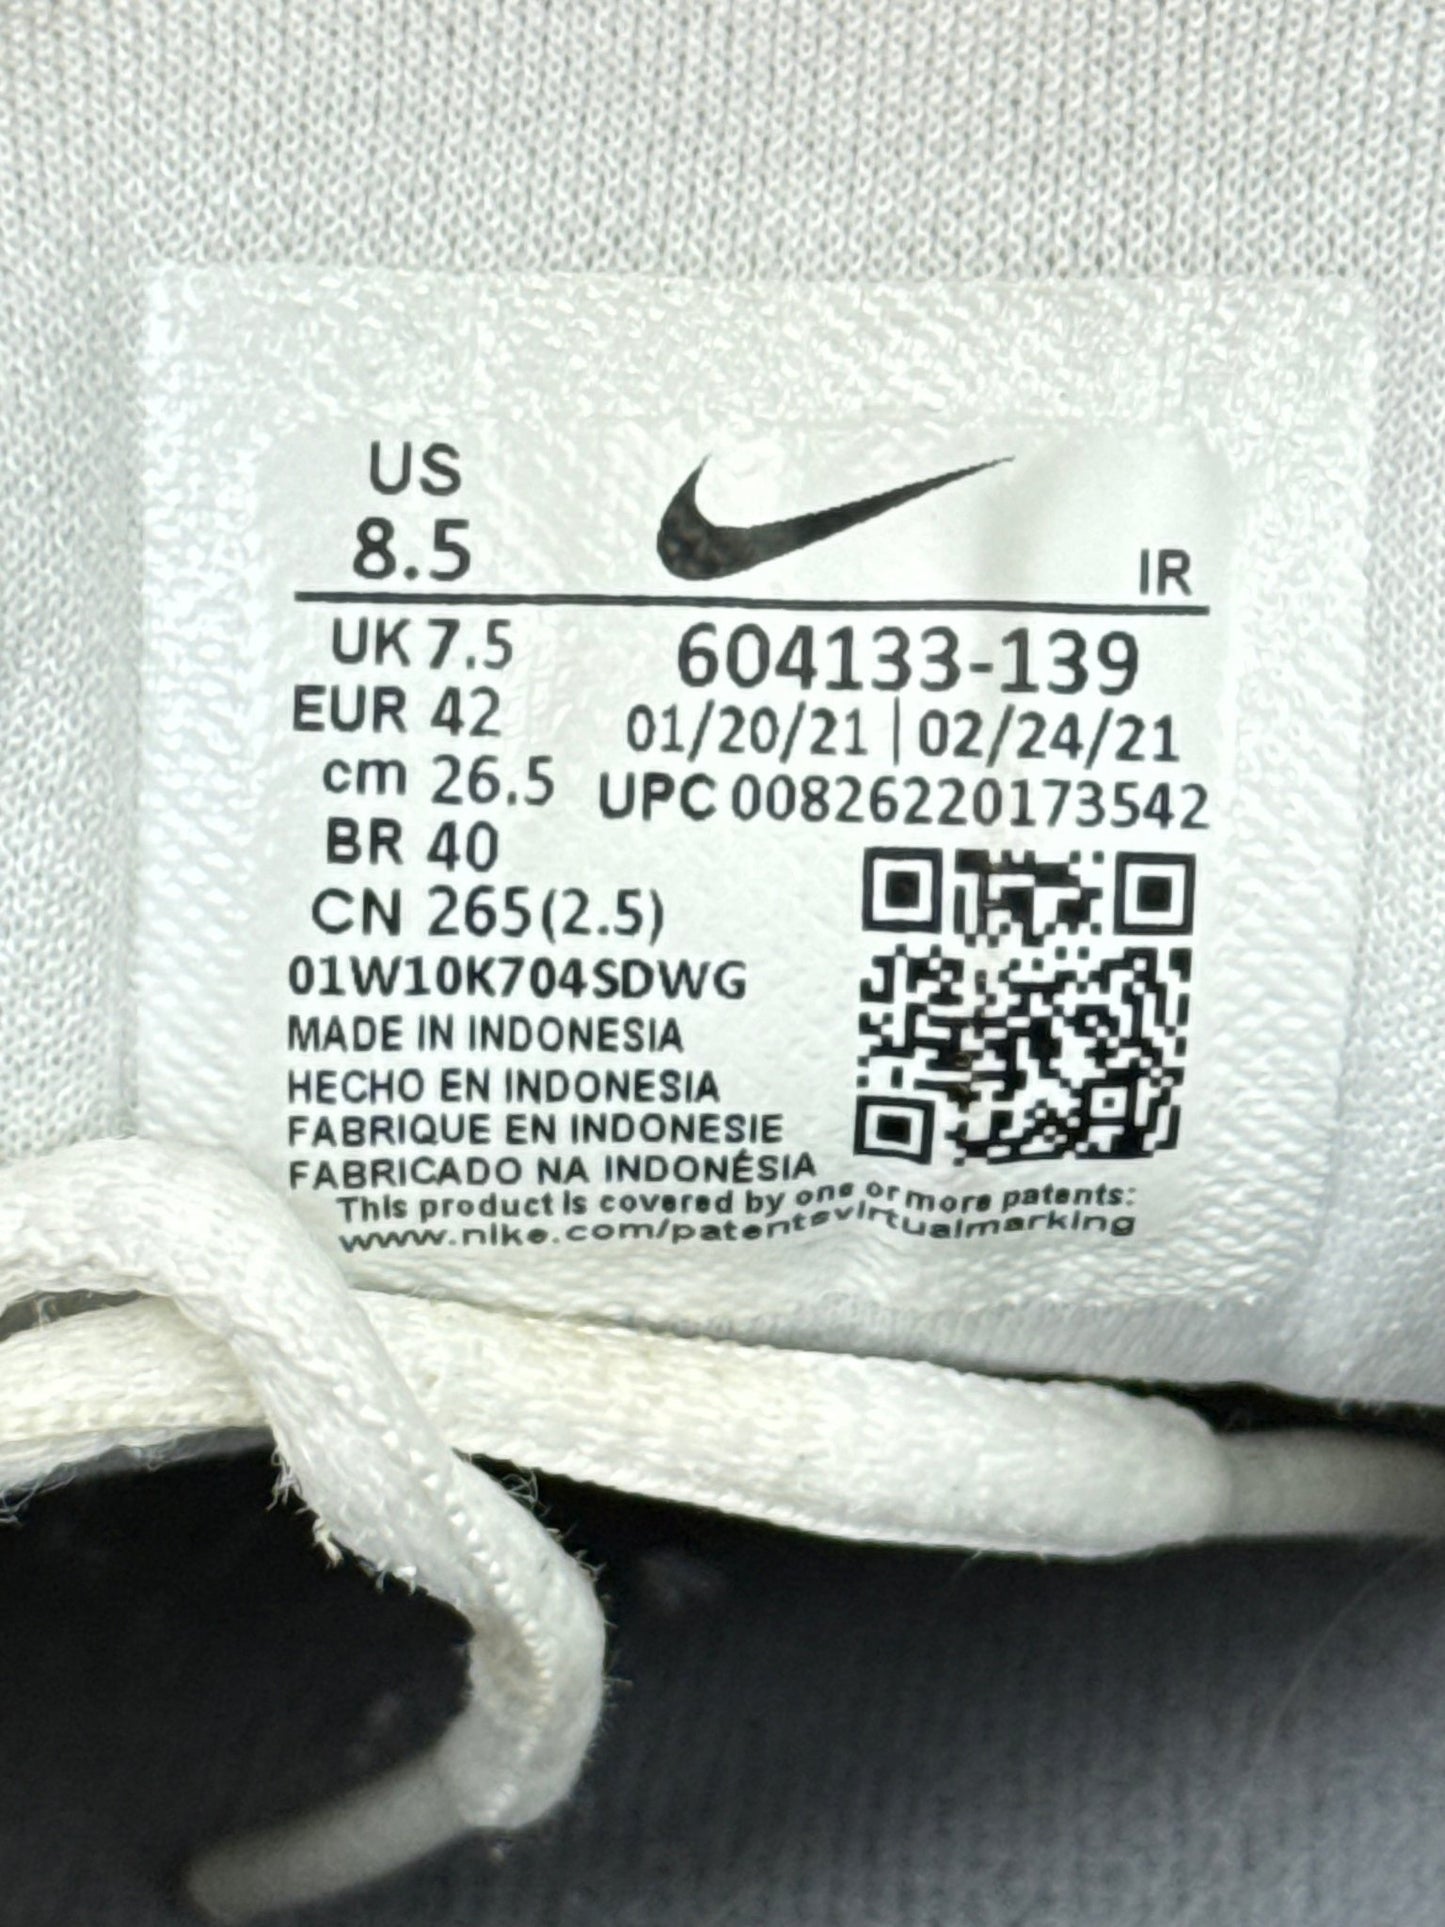 US
8.5
IR
UK 7.5
604133-139
EUR 42
01/20/21 | 02/24/21
cm 26.5
UPC 00826220173542
BR 40
CN 265(2.5)
01W10K704SDWG
MADE IN INDONESIA
HECHO EN INDONESIA
FABRIQUE EN INDONESIE
FABRICADO NA INDONÉSIA
This product is covered by one or more patents:
www.nike.com/patentsvirtualmarking